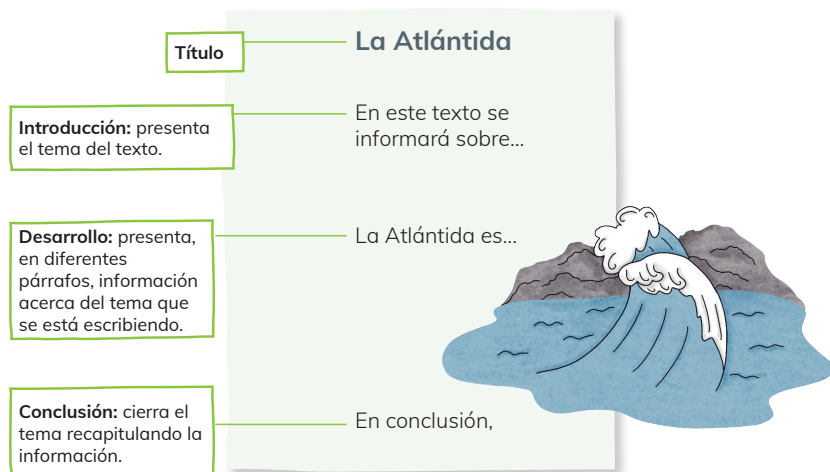 Título
La Atlántida
Introducción: presenta
el tema del texto.
En este texto se
informará sobre...
Desarrollo: presenta,
en diferentes
párrafos, información
acerca del tema que
se está escribiendo.
La Atlántida es...
Conclusión: cierra el
tema recapitulando la
información.
En conclusión,